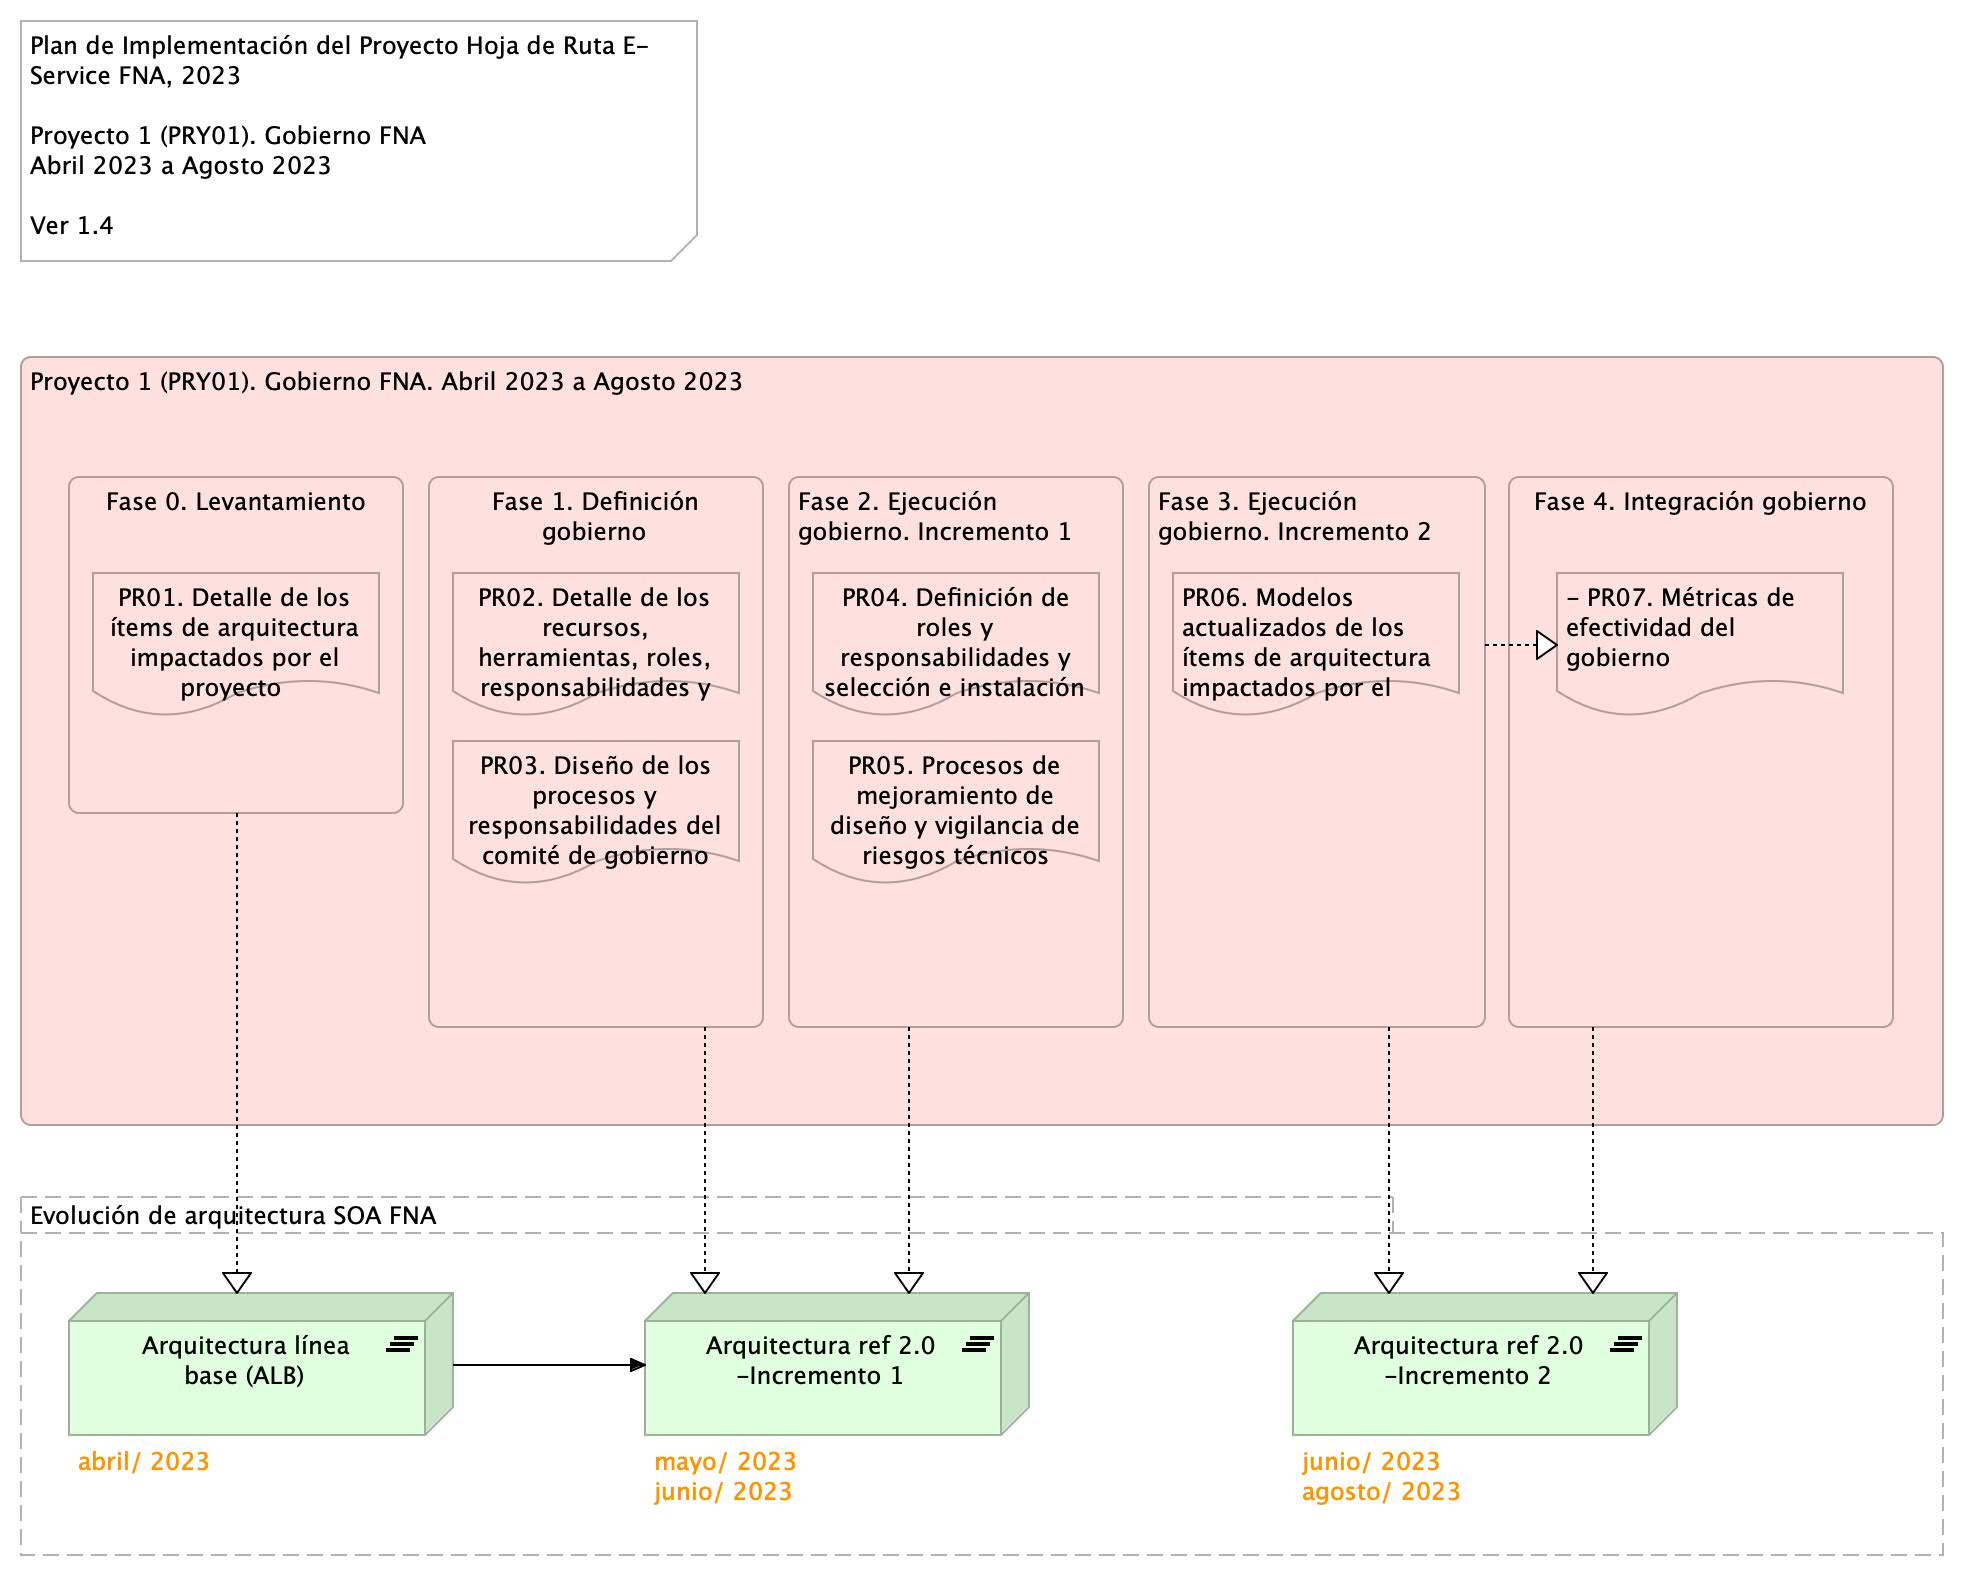 Plan de Implementación del Proyecto Hoja de Ruta E-
Service FNA, 2023
Proyecto 1 (PRY01). Gobierno FNA
Abril 2023 a Agosto 2023
Ver 1.4
Proyecto 1 (PRY01). Gobierno FNA. Abril 2023 a Agosto 2023
Fase 0. Levantamiento
PR01. Detalle de los
ítems de arquitectura
impactados por el
proyecto
Fase 1. Definición
gobierno
PR02. Detalle de los
recursos,
herramientas, roles,
responsabilidades y
PR03. Diseño de los
procesos y
responsabilidades del
comité de gobierno
Fase 2. Ejecución
gobierno. Incremento 1
PR04. Definición de
roles y
responsabilidades y
selección e instalación
PR05. Procesos de
mejoramiento de
diseño y vigilancia de
riesgos técnicos
Fase 3. Ejecución
gobierno. Incremento 2
PR06. Modelos
actualizados de los
ítems de arquitectura
impactados por el
Fase 4. Integración gobierno
- PR07. Métricas de
efectividad del
gobierno
Evolución de arquitectura SOA FNA
Arquitectura línea
base (ALB)
abril/ 2023
Arquitectura ref 2.0
-Incremento 1
mayo/ 2023
junio/ 2023
Arquitectura ref 2.0
-Incremento 2
junio/ 2023
agosto/ 2023